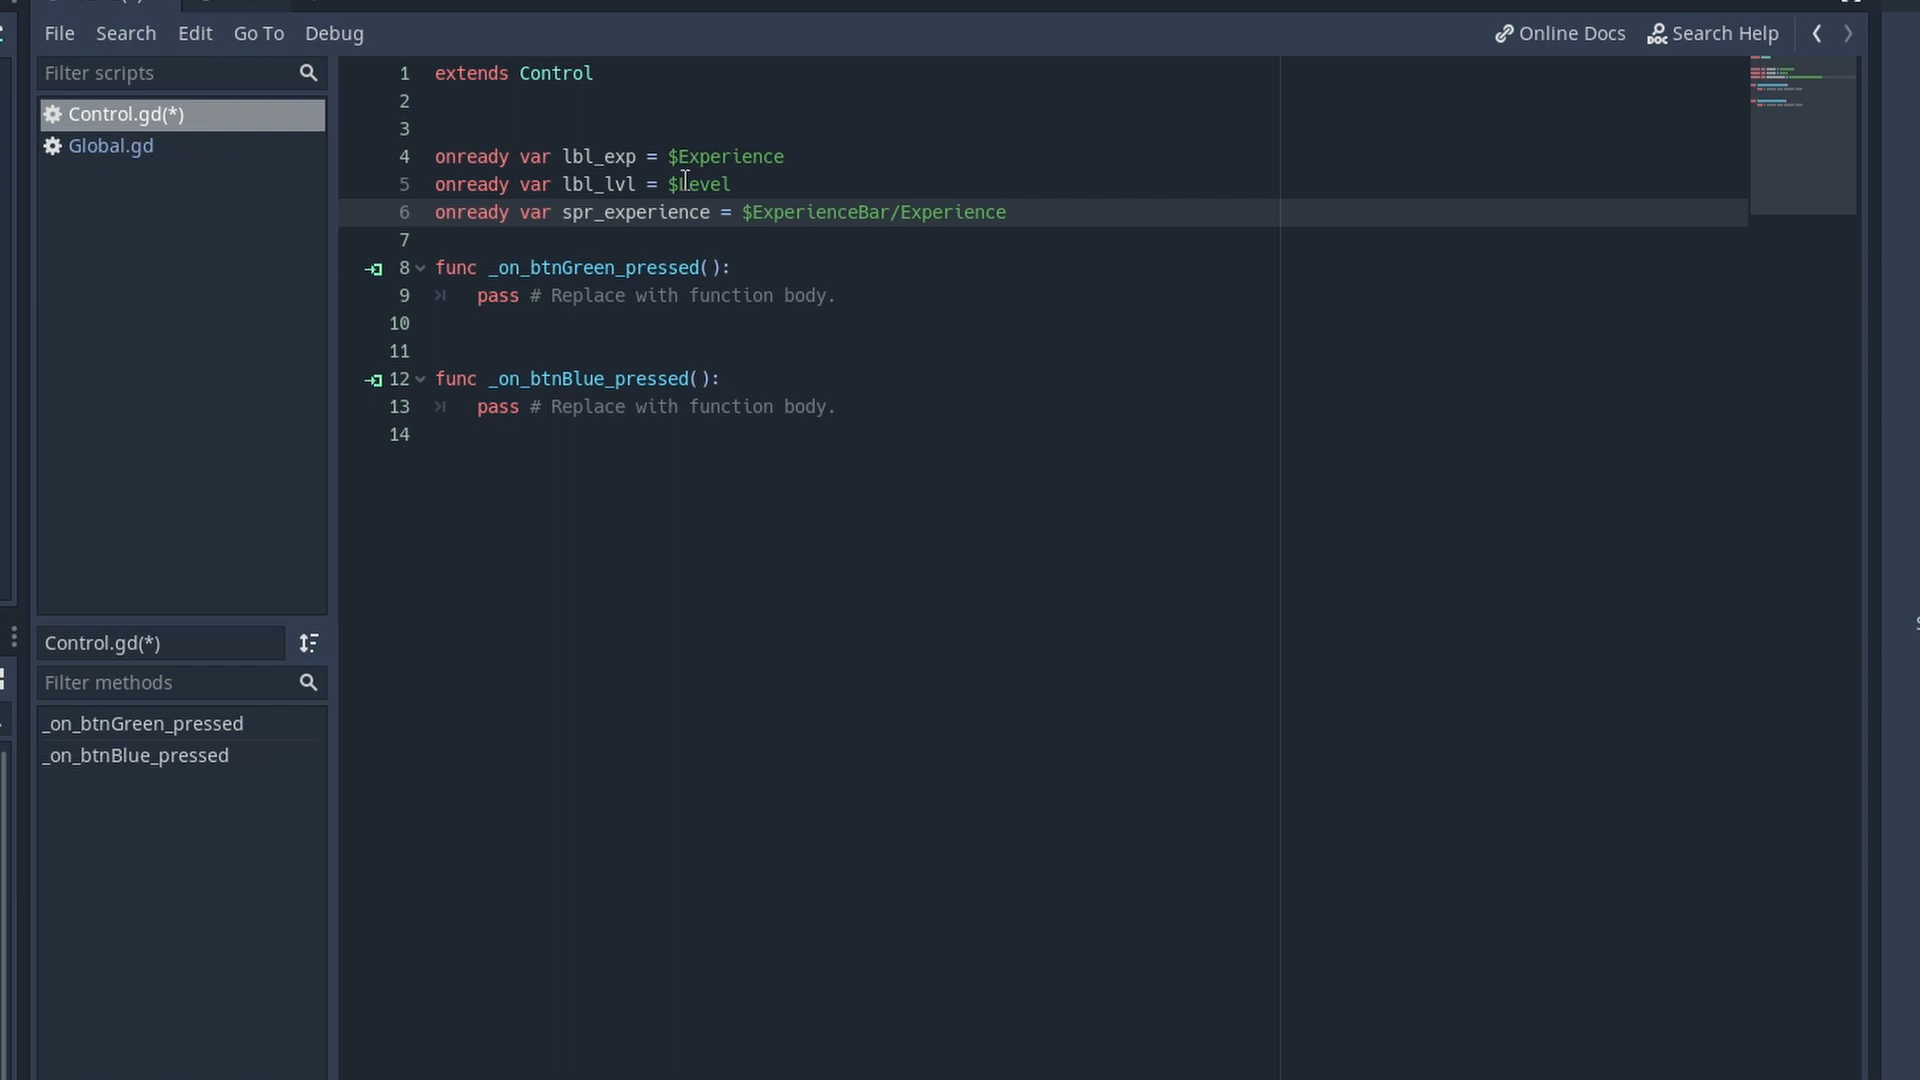 File Search Edit Go To Debug Online Docs Search Help
Filter scripts
Control.gd(*)
Global.gd
1 extends Control
2
3
4 onready var lbl_exp = $Experience
5 onready var lbl_lvl = $Level
6 onready var spr_experience = $ExperienceBar/Experience
7
8 func _on_btnGreen_pressed():
9 pass # Replace with function body.
10
11
12 func _on_btnBlue_pressed():
13 pass # Replace with function body.
14
Control.gd(*)
Filter methods
_on_btnGreen_pressed
_on_btnBlue_pressed